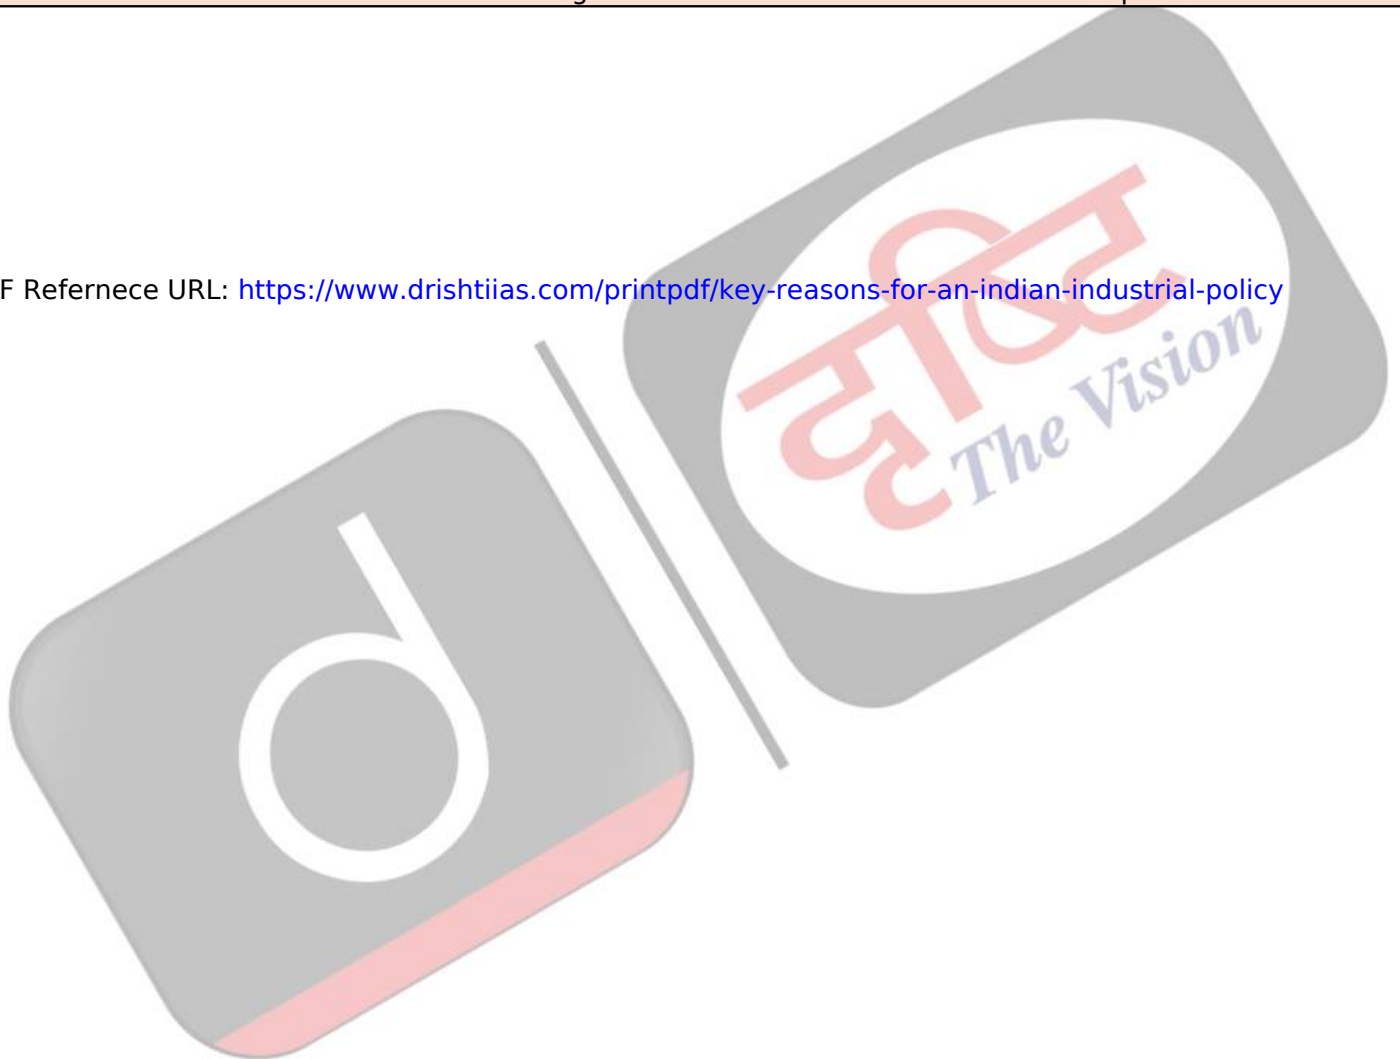 F Refernece URL: https://www.drishtiias.com/printpdf/key-reasons-for-an-indian-industrial-policy
दृष्टि
The Vision
d